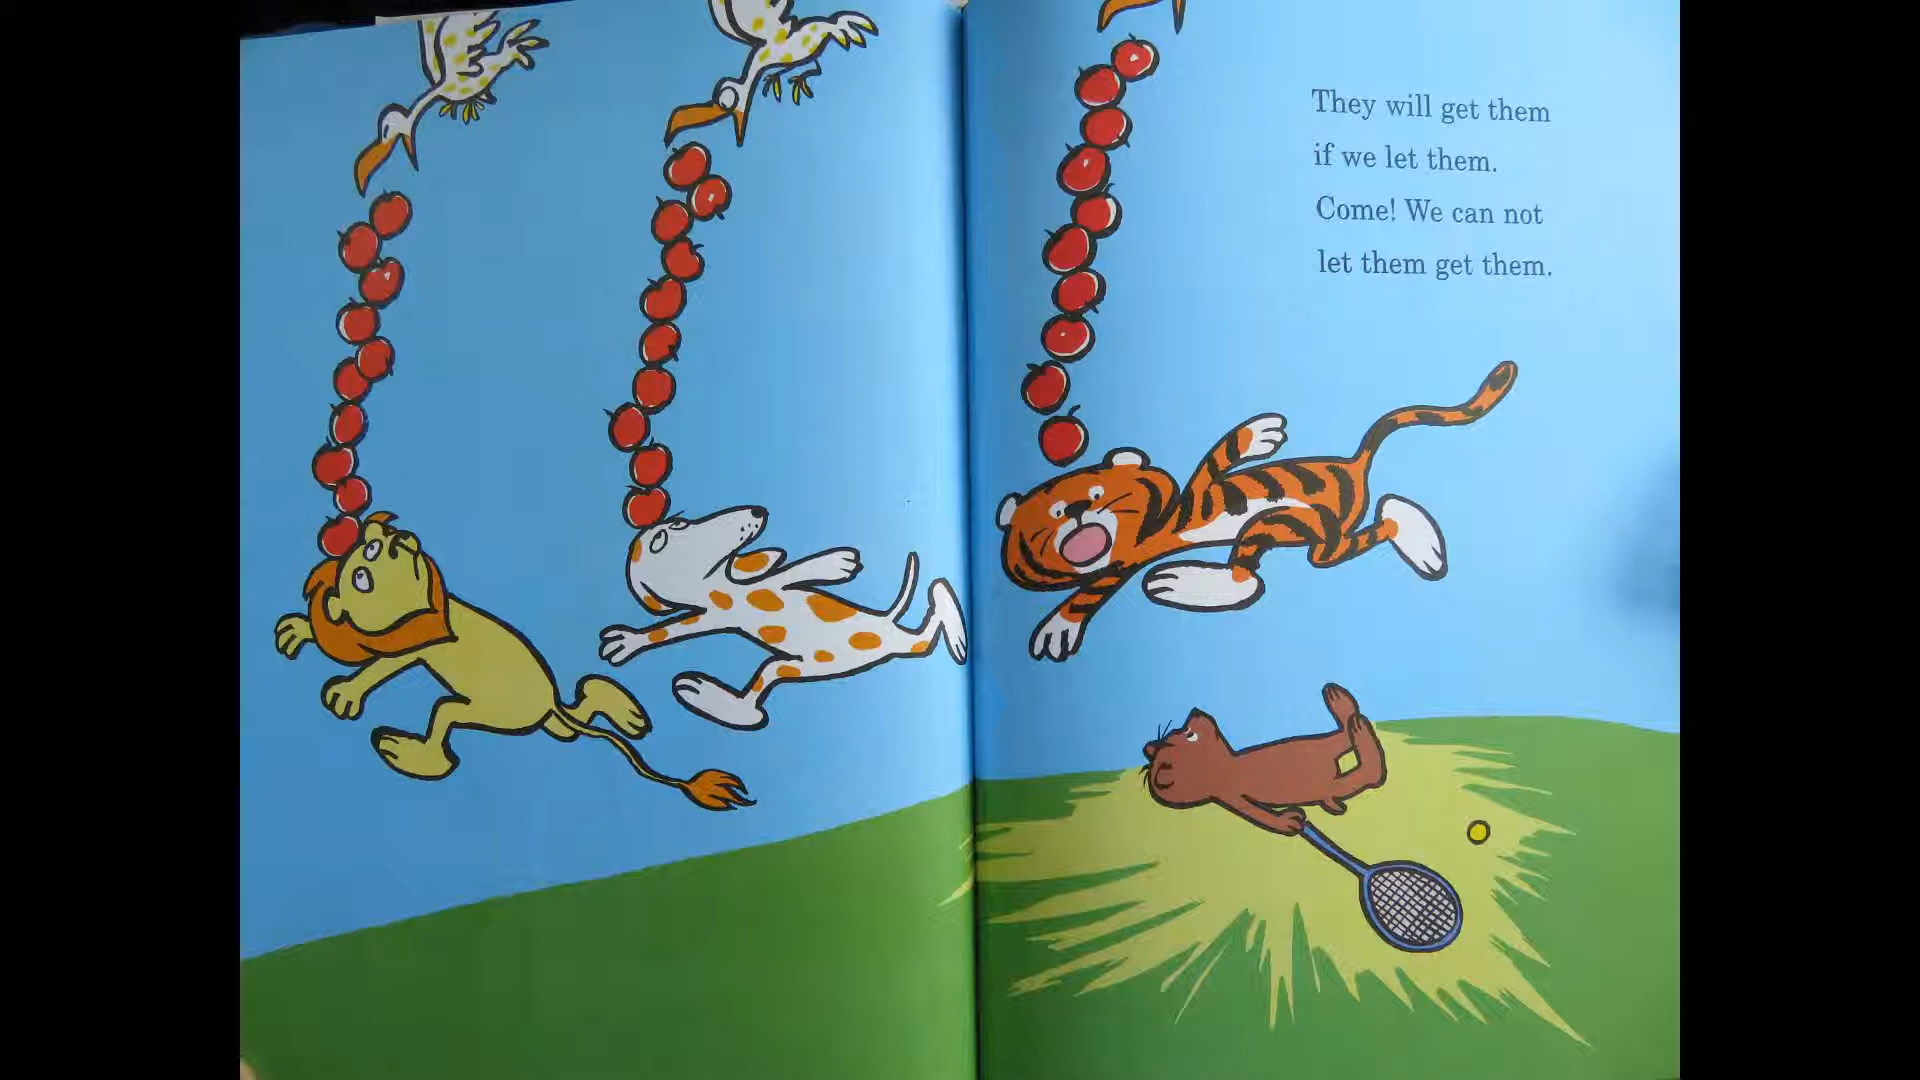 They will get them
if we let them.
Come! We can not
let them get them.